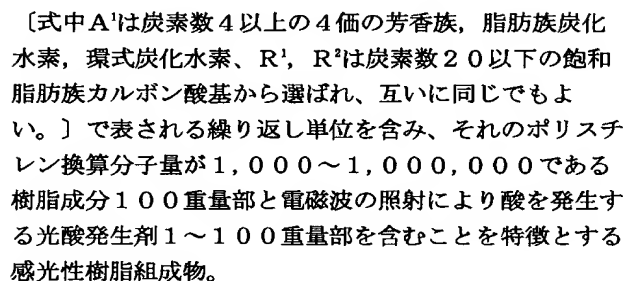 〔式中A¹は炭素数4以上の4価の芳香族，脂肪族炭化
水素，環式炭化水素、R¹，R²は炭素数20以下の飽和
脂肪族カルボン酸基から選ばれ、互いに同じでもよ
い。〕で表される繰り返し単位を含み、それのポリスチ
レン換算分子量が1,000～1,000,000である
樹脂成分100重量部と電磁波の照射により酸を発生す
る光酸発生剤1～100重量部を含むことを特徴とする
感光性樹脂組成物。